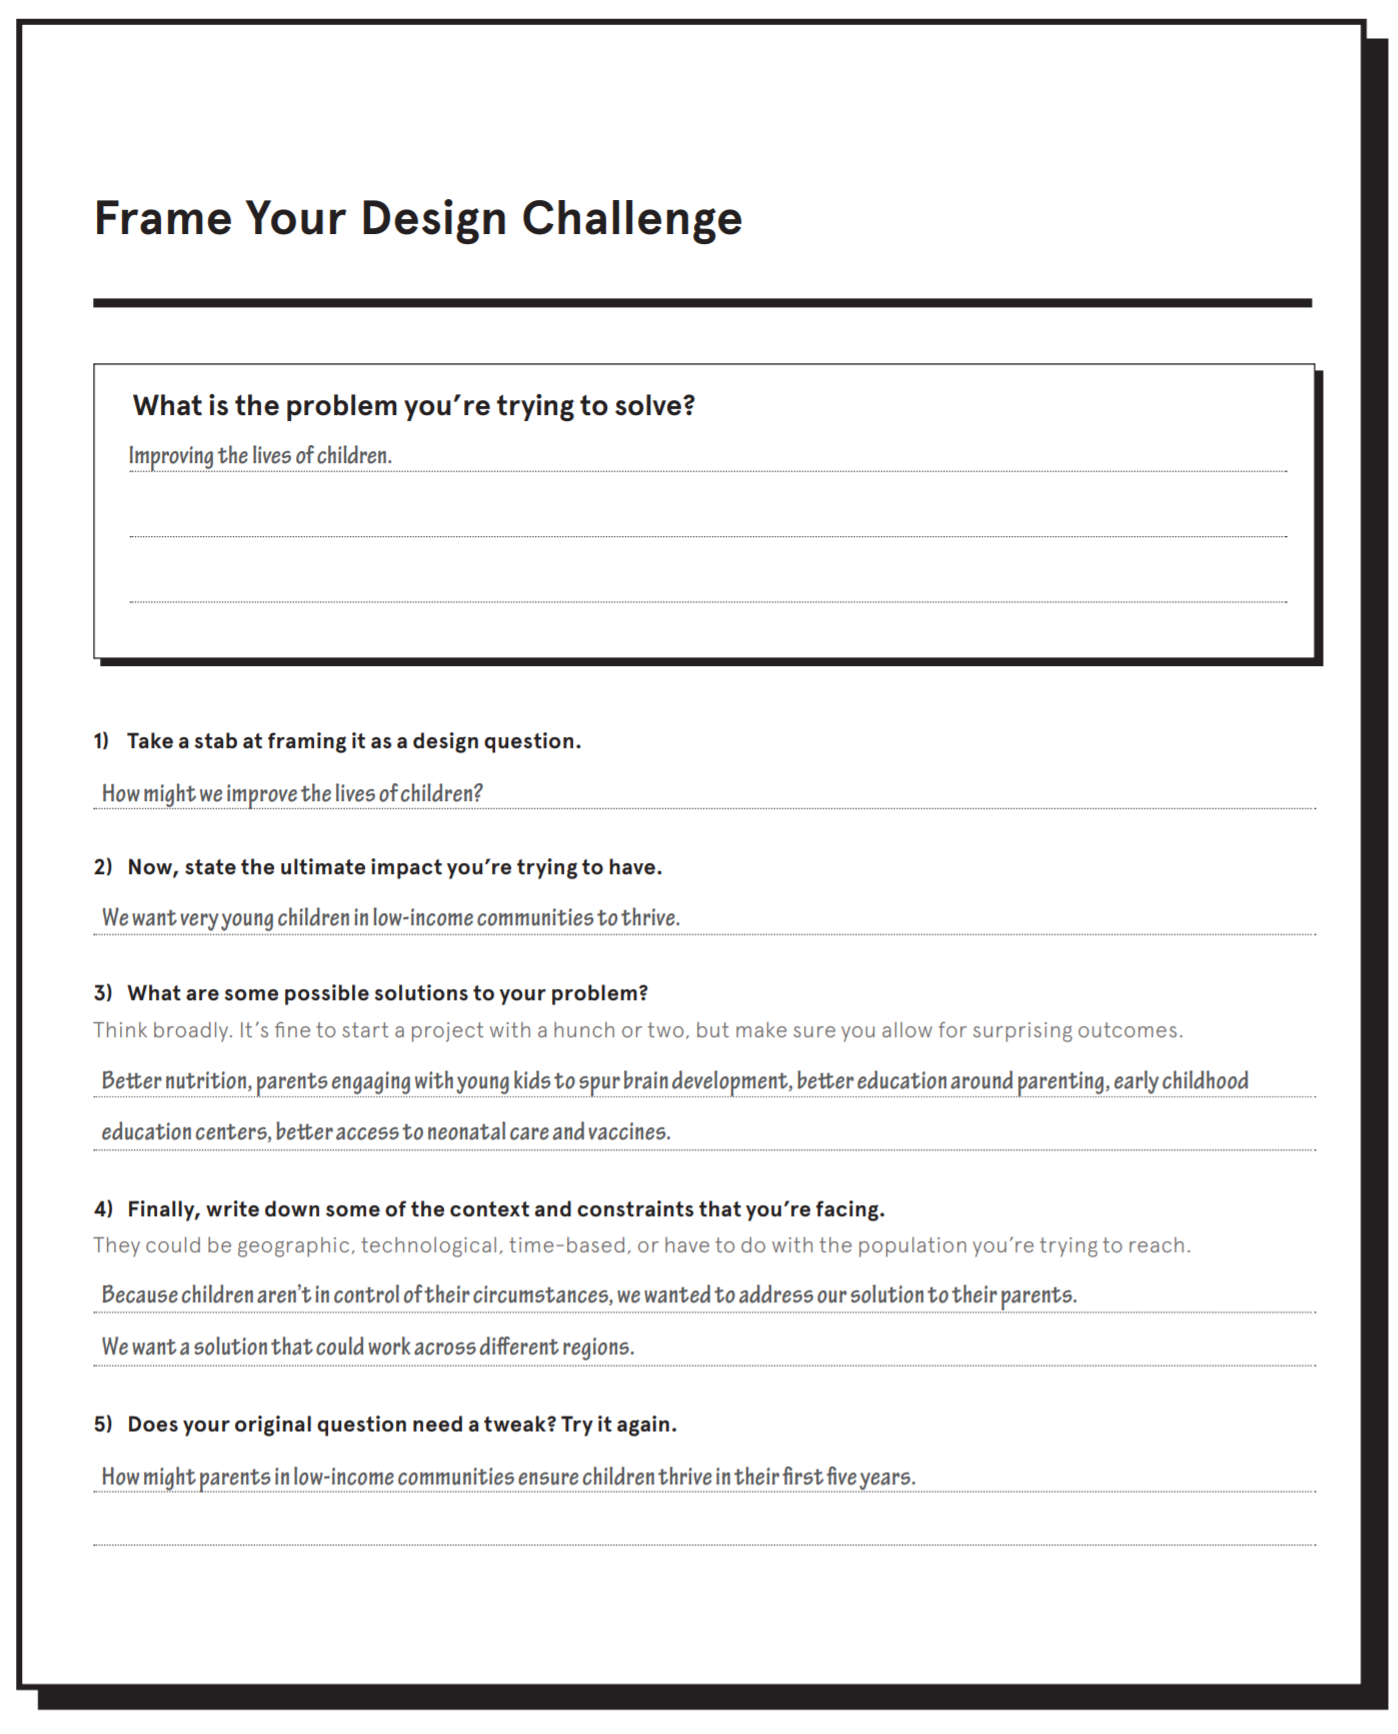 Frame Your Design Challenge
What is the problem you’re trying to solve?
Improving the lives of children.
1) Take a stab at framing it as a design question.
How might we improve the lives of children?
2) Now, state the ultimate impact you’re trying to have.
We want very young children in low-income communities to thrive.
3) What are some possible solutions to your problem?
Think broadly. It’s fine to start a project with a hunch or two, but make sure you allow for surprising outcomes.
Better nutrition, parents engaging with young kids to spur brain development, better education around parenting, early childhood
education centers, better access to neonatal care and vaccines.
4) Finally, write down some of the context and constraints that you’re facing.
They could be geographic, technological, time-based, or have to do with the population you’re trying to reach.
Because children aren’t in control of their circumstances, we wanted to address our solution to their parents.
We want a solution that could work across different regions.
5) Does your original question need a tweak? Try it again.
How might parents in low-income communities ensure children thrive in their first five years.